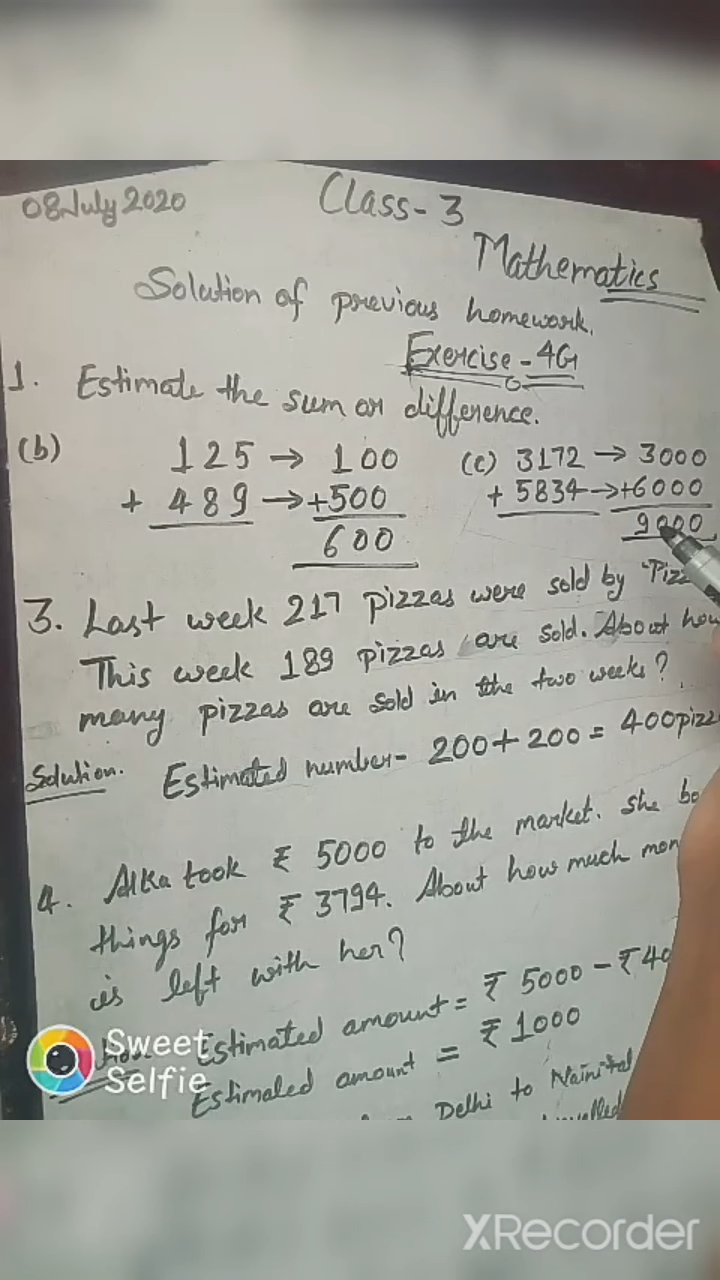 08 July 2020
Class - 3
Mathematics
Solution of previous homework.
Exercise - 4G
1. Estimate the sum or difference.
(b) 125 → 100 (c) 3172 → 3000
+ 489 → +500 + 5834 → +6000
600 9000
3. Last week 217 pizzas were sold by
This week 189 pizzas are sold. About how
many pizzas are sold in the two weeks?
Solution. Estimated number - 200 + 200 = 400
4. Alka took ₹ 5000 to the market. She
things for ₹ 3794. About how much
is left with her?
Estimated amount = ₹ 5000 - ₹
Estimated amount = ₹ 1000
Delhi to Nainital
Sweet
Selfie
XRecorder